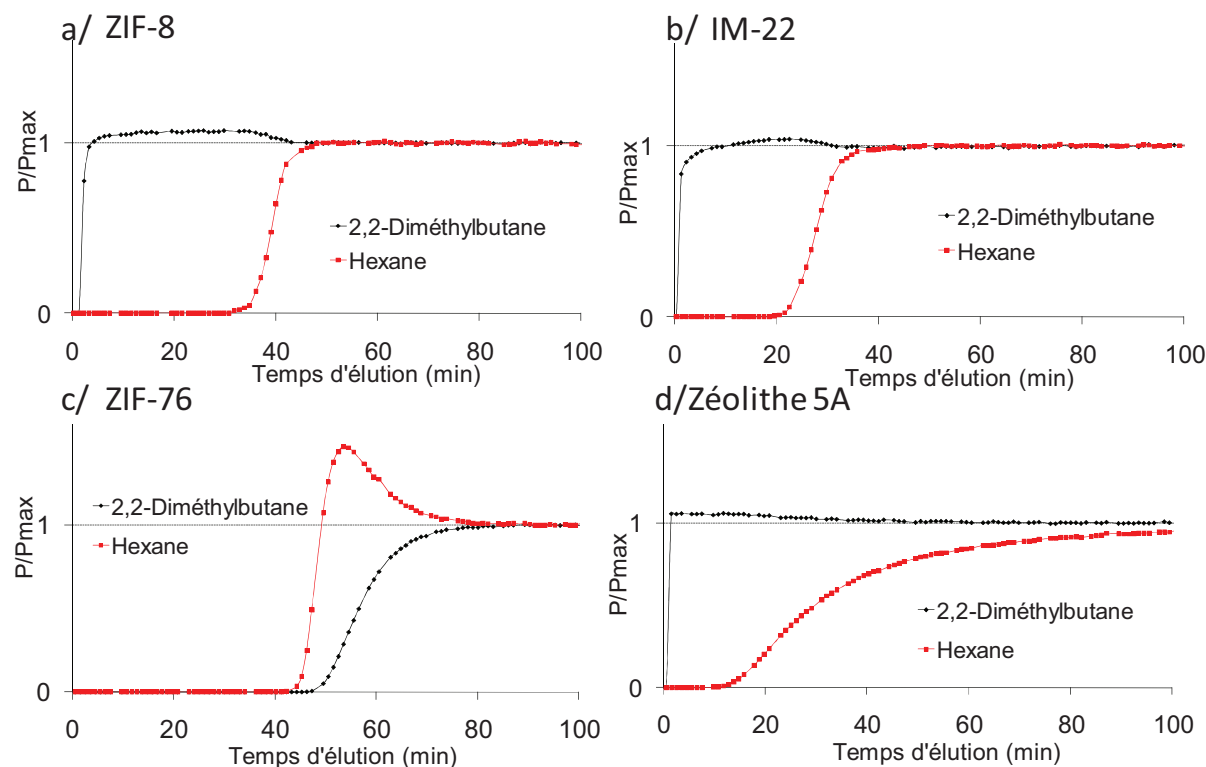 a/ ZIF-8
P/Pmax
1
0
2,2-Diméthylbutane
Hexane
0 20 40 60 80 100
Temps d'élution (min)
b/ IM-22
P/Pmax
1
0
2,2-Diméthylbutane
Hexane
0 20 40 60 80 100
Temps d'élution (min)
c/ ZIF-76
P/Pmax
1
0
2,2-Diméthylbutane
Hexane
0 20 40 60 80 100
Temps d'élution (min)
d/Zéolithe 5A
P/Pmax
1
0
2,2-Diméthylbutane
Hexane
0 20 40 60 80 100
Temps d'élution (min)